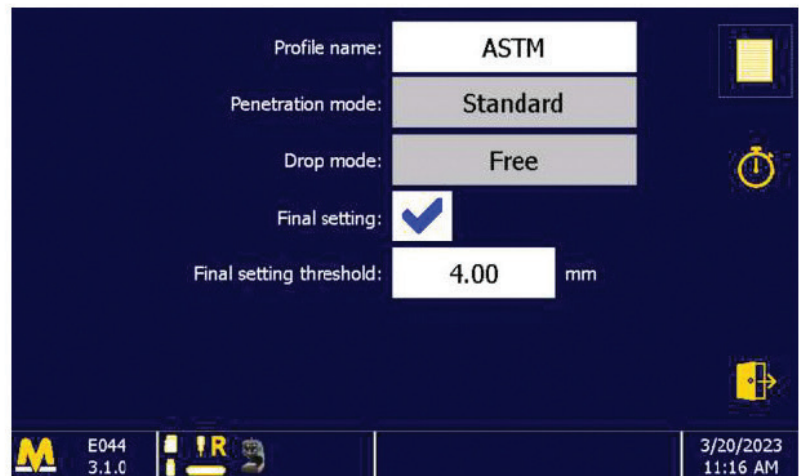 Profile name: ASTM
Penetration mode: Standard
Drop mode: Free
Final setting:
Final setting threshold: 4.00 mm
E044
3.1.0
R
3/20/2023
11:16 AM